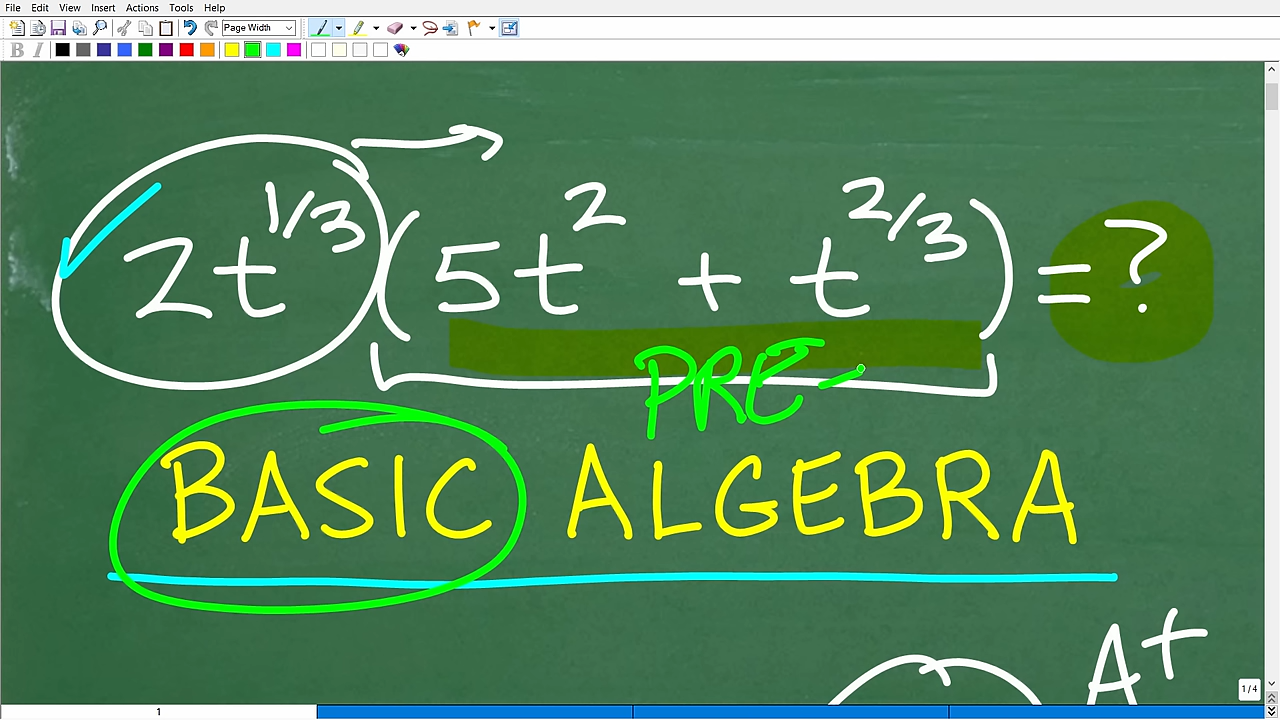 File Edit View Insert Actions Tools Help
Page Width
B I
2t^1/3 (5t^2 + t^2/3) = ?
PRE-
BASIC ALGEBRA
A+
1 / 4
1